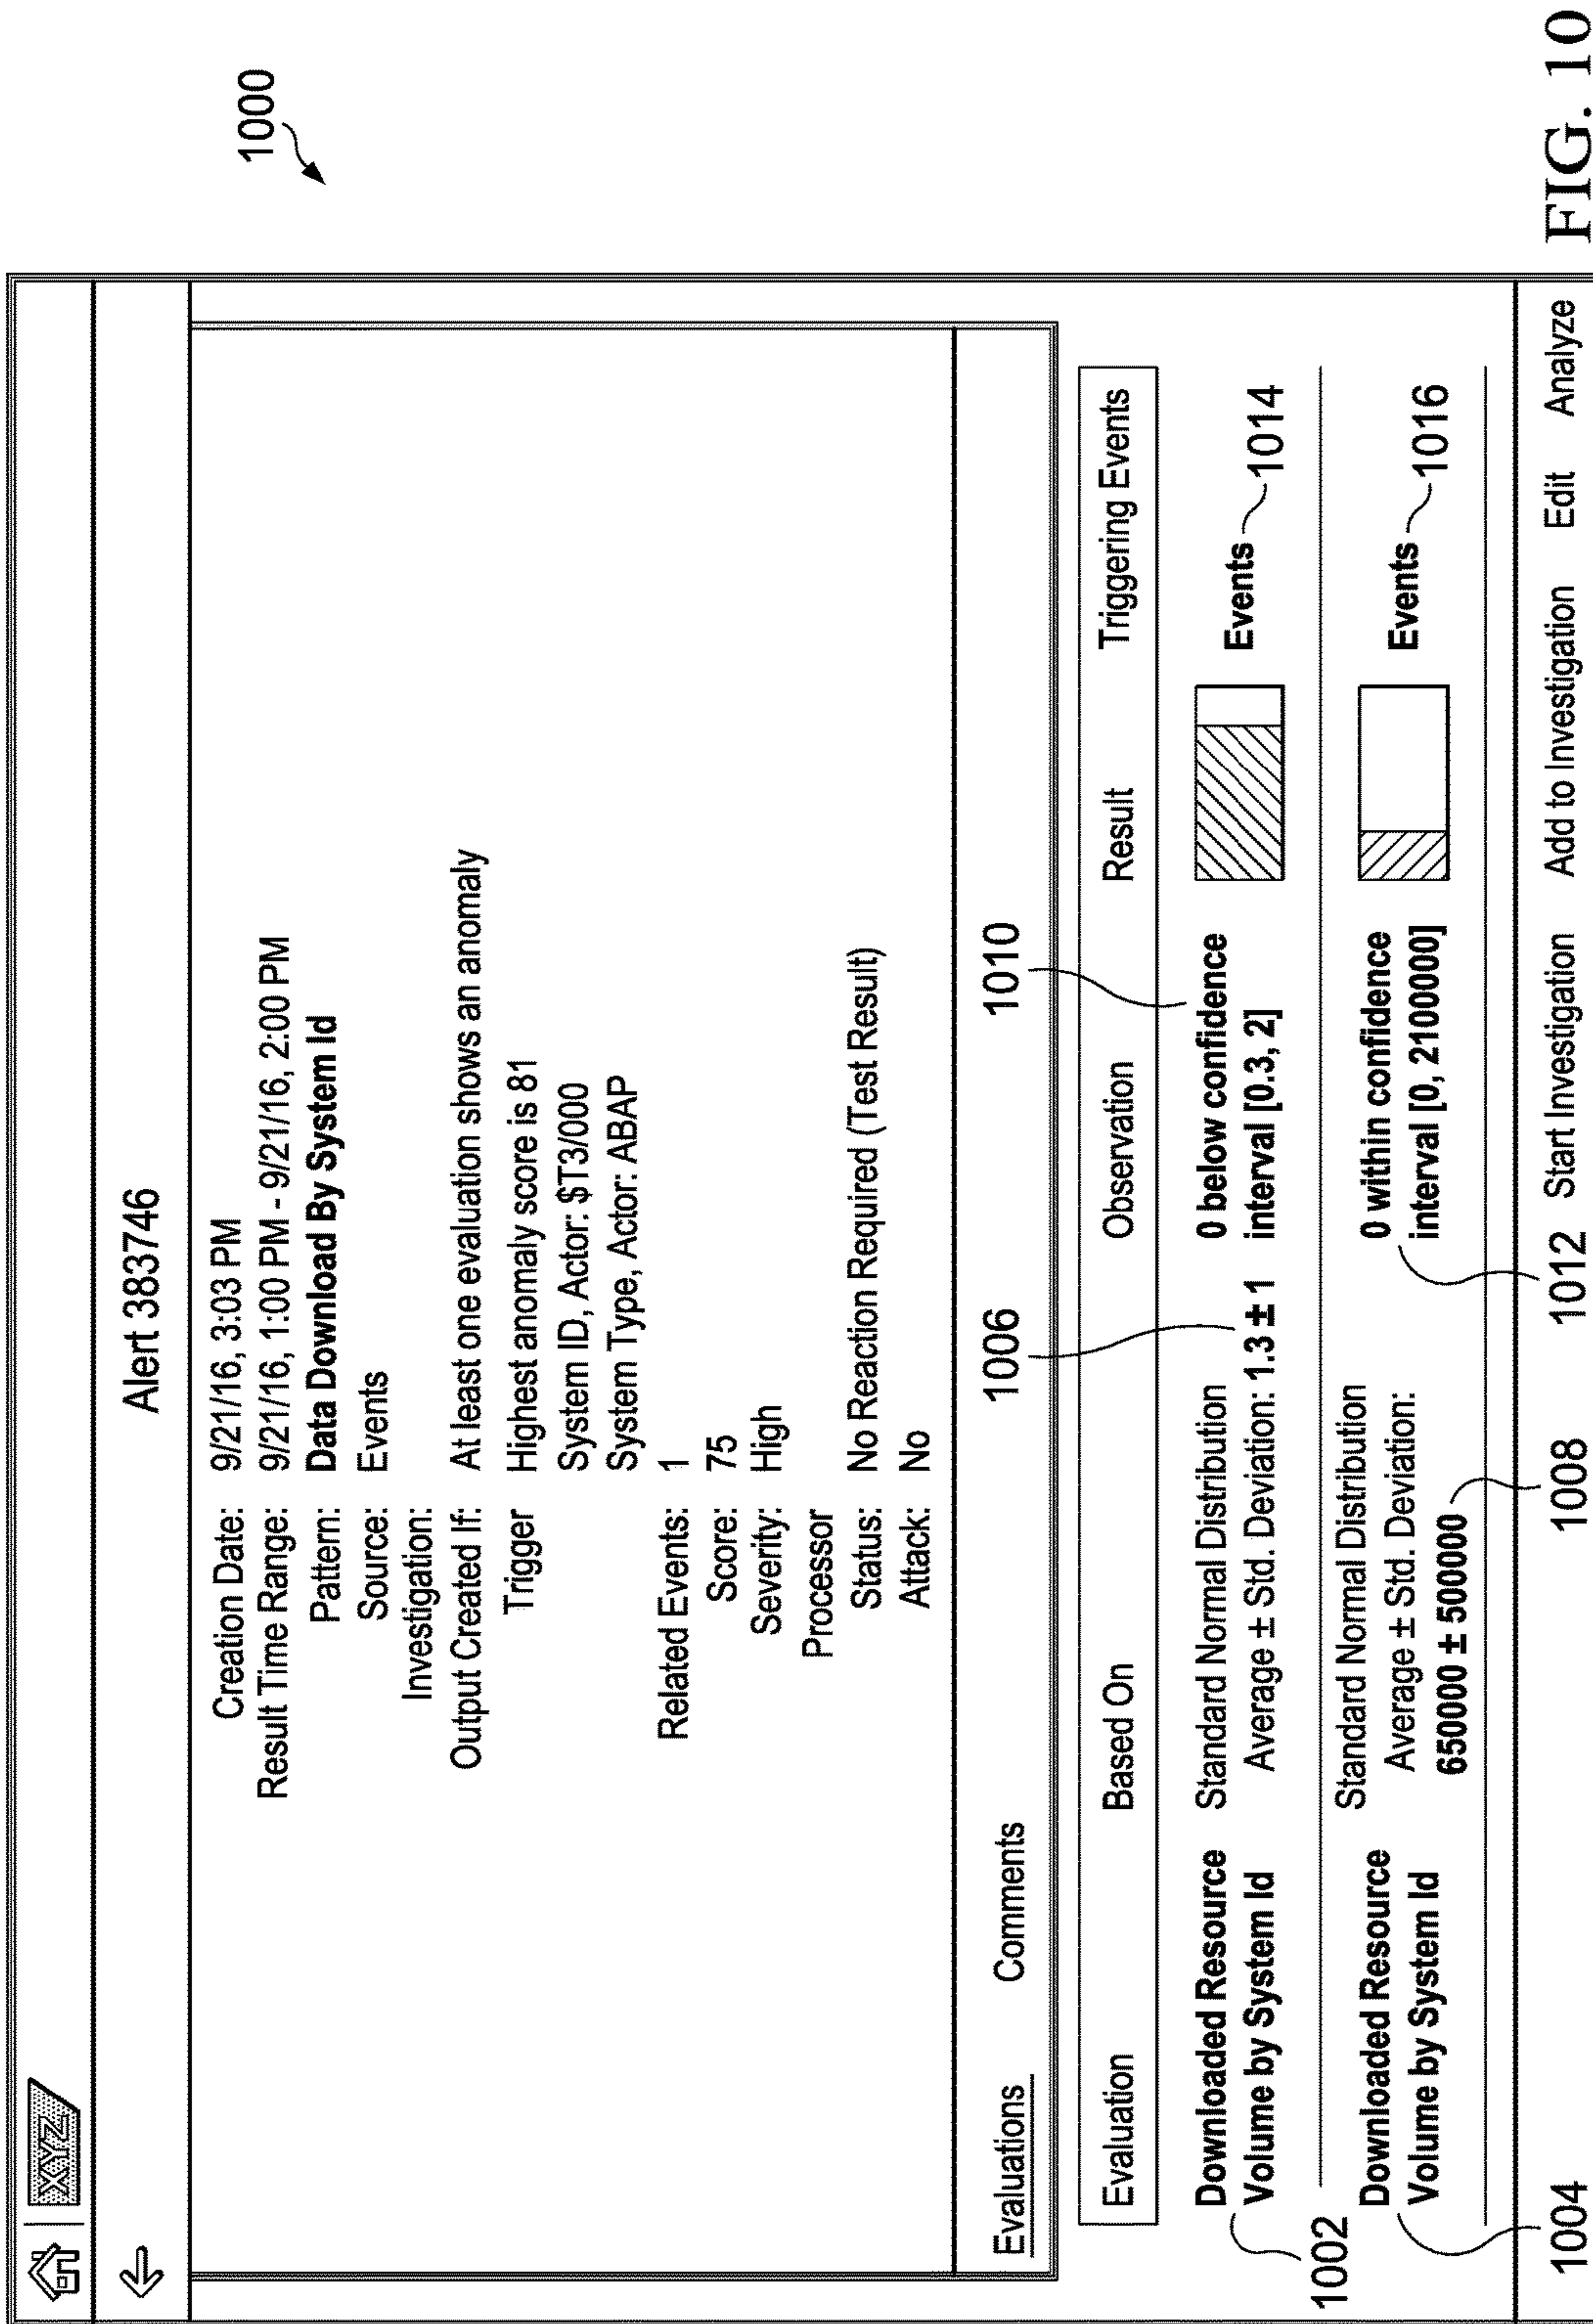 1000
XYZ
Alert 383746
Creation Date: 9/21/16, 3:03 PM
Result Time Range: 9/21/16, 1:00 PM - 9/21/16, 2:00 PM
Pattern: Data Download By System Id
Source: Events
Investigation:
Output Created If: At least one evaluation shows an anomaly
Trigger Highest anomaly score is 81
System ID, Actor: $T3/000
System Type, Actor: ABAP
Related Events: 1
Score: 75
Severity: High
Processor
Status: No Reaction Required (Test Result)
Attack: No
Evaluations Comments 1006 1010
Evaluation Based On Observation Result Triggering Events
Downloaded Resource Standard Normal Distribution 0 below confidence Events 1014
Volume by System Id Average ± Std. Deviation: 1.3 ± 1 interval [0.3, 2]
1002
Downloaded Resource Standard Normal Distribution 0 within confidence Events 1016
Volume by System Id Average ± Std. Deviation: interval [0, 2100000]
650000 ± 500000
1004 1008 1012 Start Investigation Add to Investigation Edit Analyze
FIG. 10